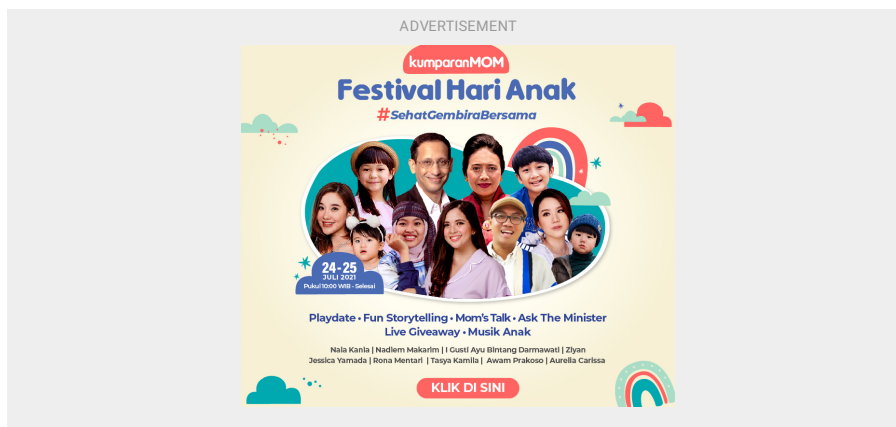 ADVERTISEMENT
kumparanMOM
Festival Hari Anak
#SehatGembiraBersama
24-25
JULI 2021
Pukul 10:00 WIB - Selesai
Playdate • Fun Storytelling • Mom's Talk • Ask The Minister
Live Giveaway • Musik Anak
Nala Kania | Nadiem Makarim | I Gusti Ayu Bintang Darmawati | Ziyan
Jessica Yamada | Rona Mentari | Tasya Kamila | Awam Prakoso | Aurelia Carissa
KLIK DI SINI